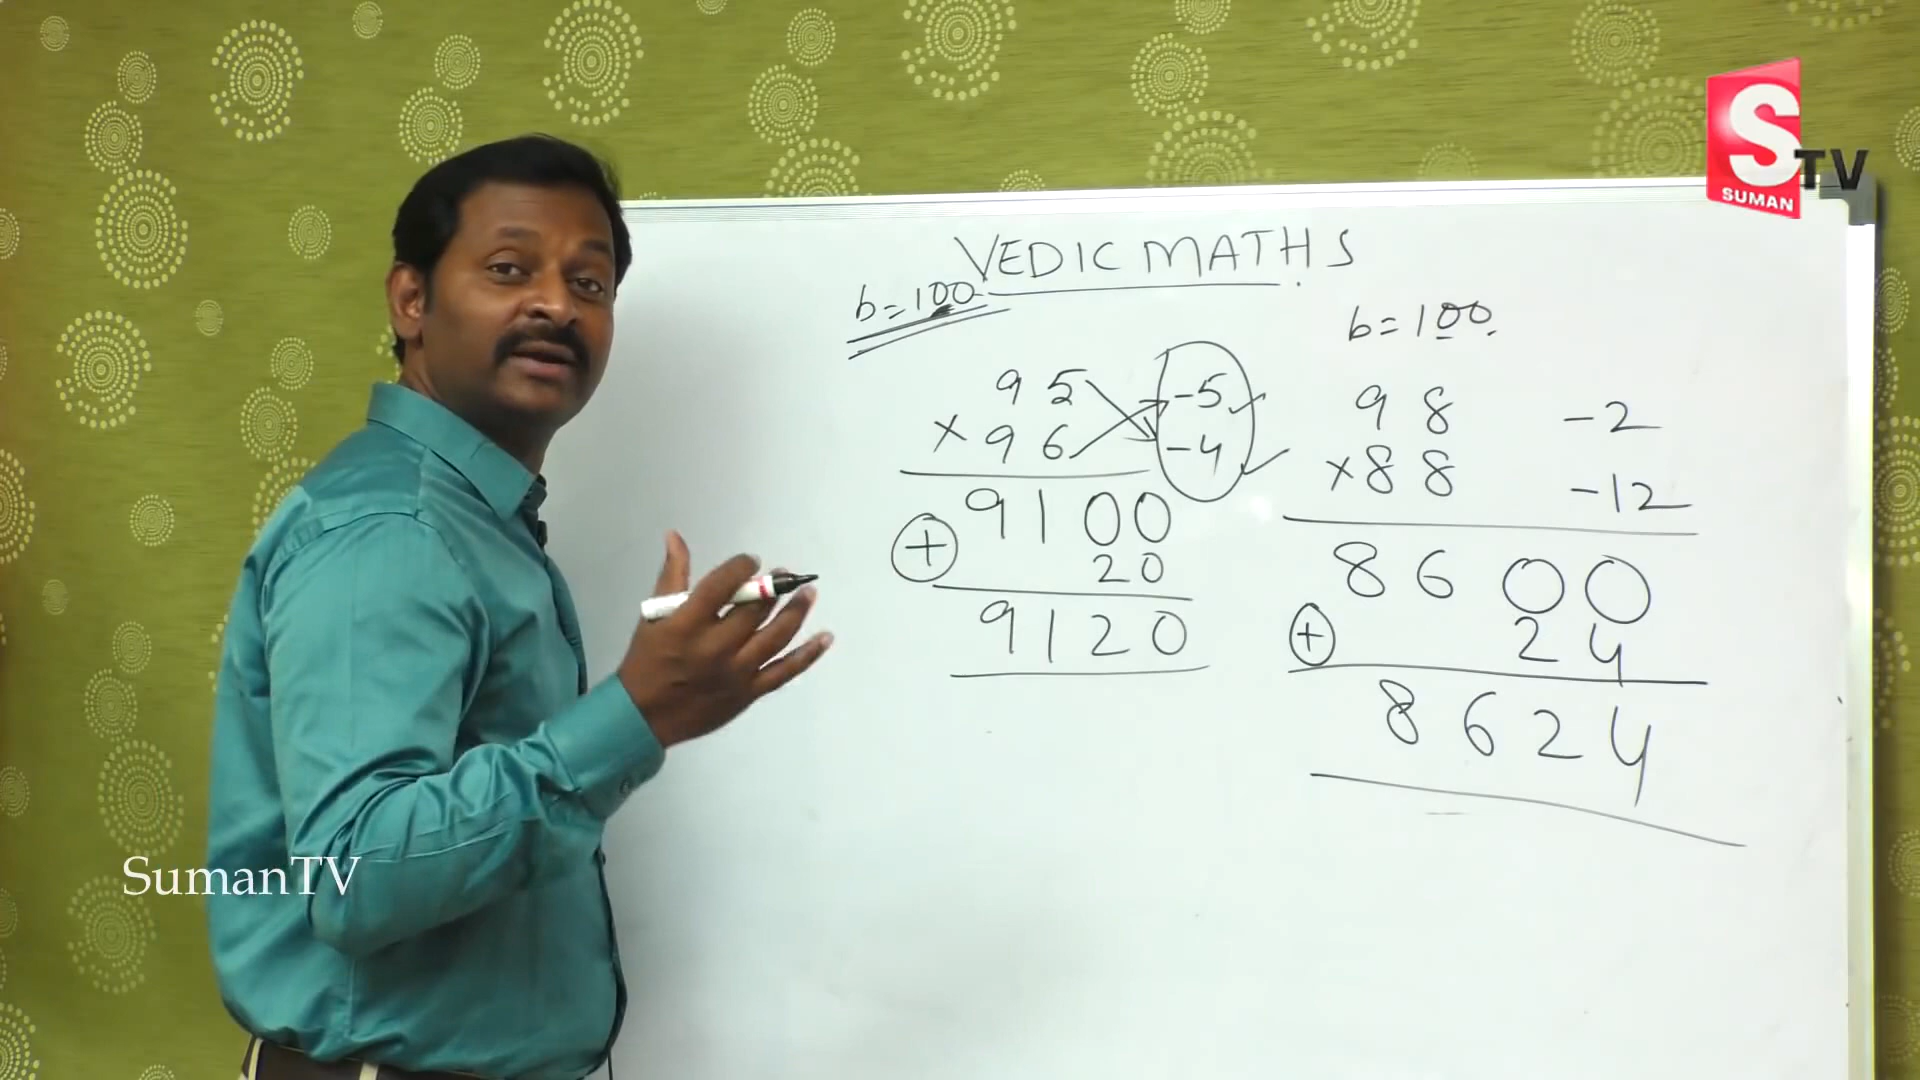 S
TV
SUMAN
VEDIC MATHS
b=100
95 -5
×96 -4
9100
+ 20
9120
b=100
98 -2
×88 -12
8600
+ 24
8624
SumanTV